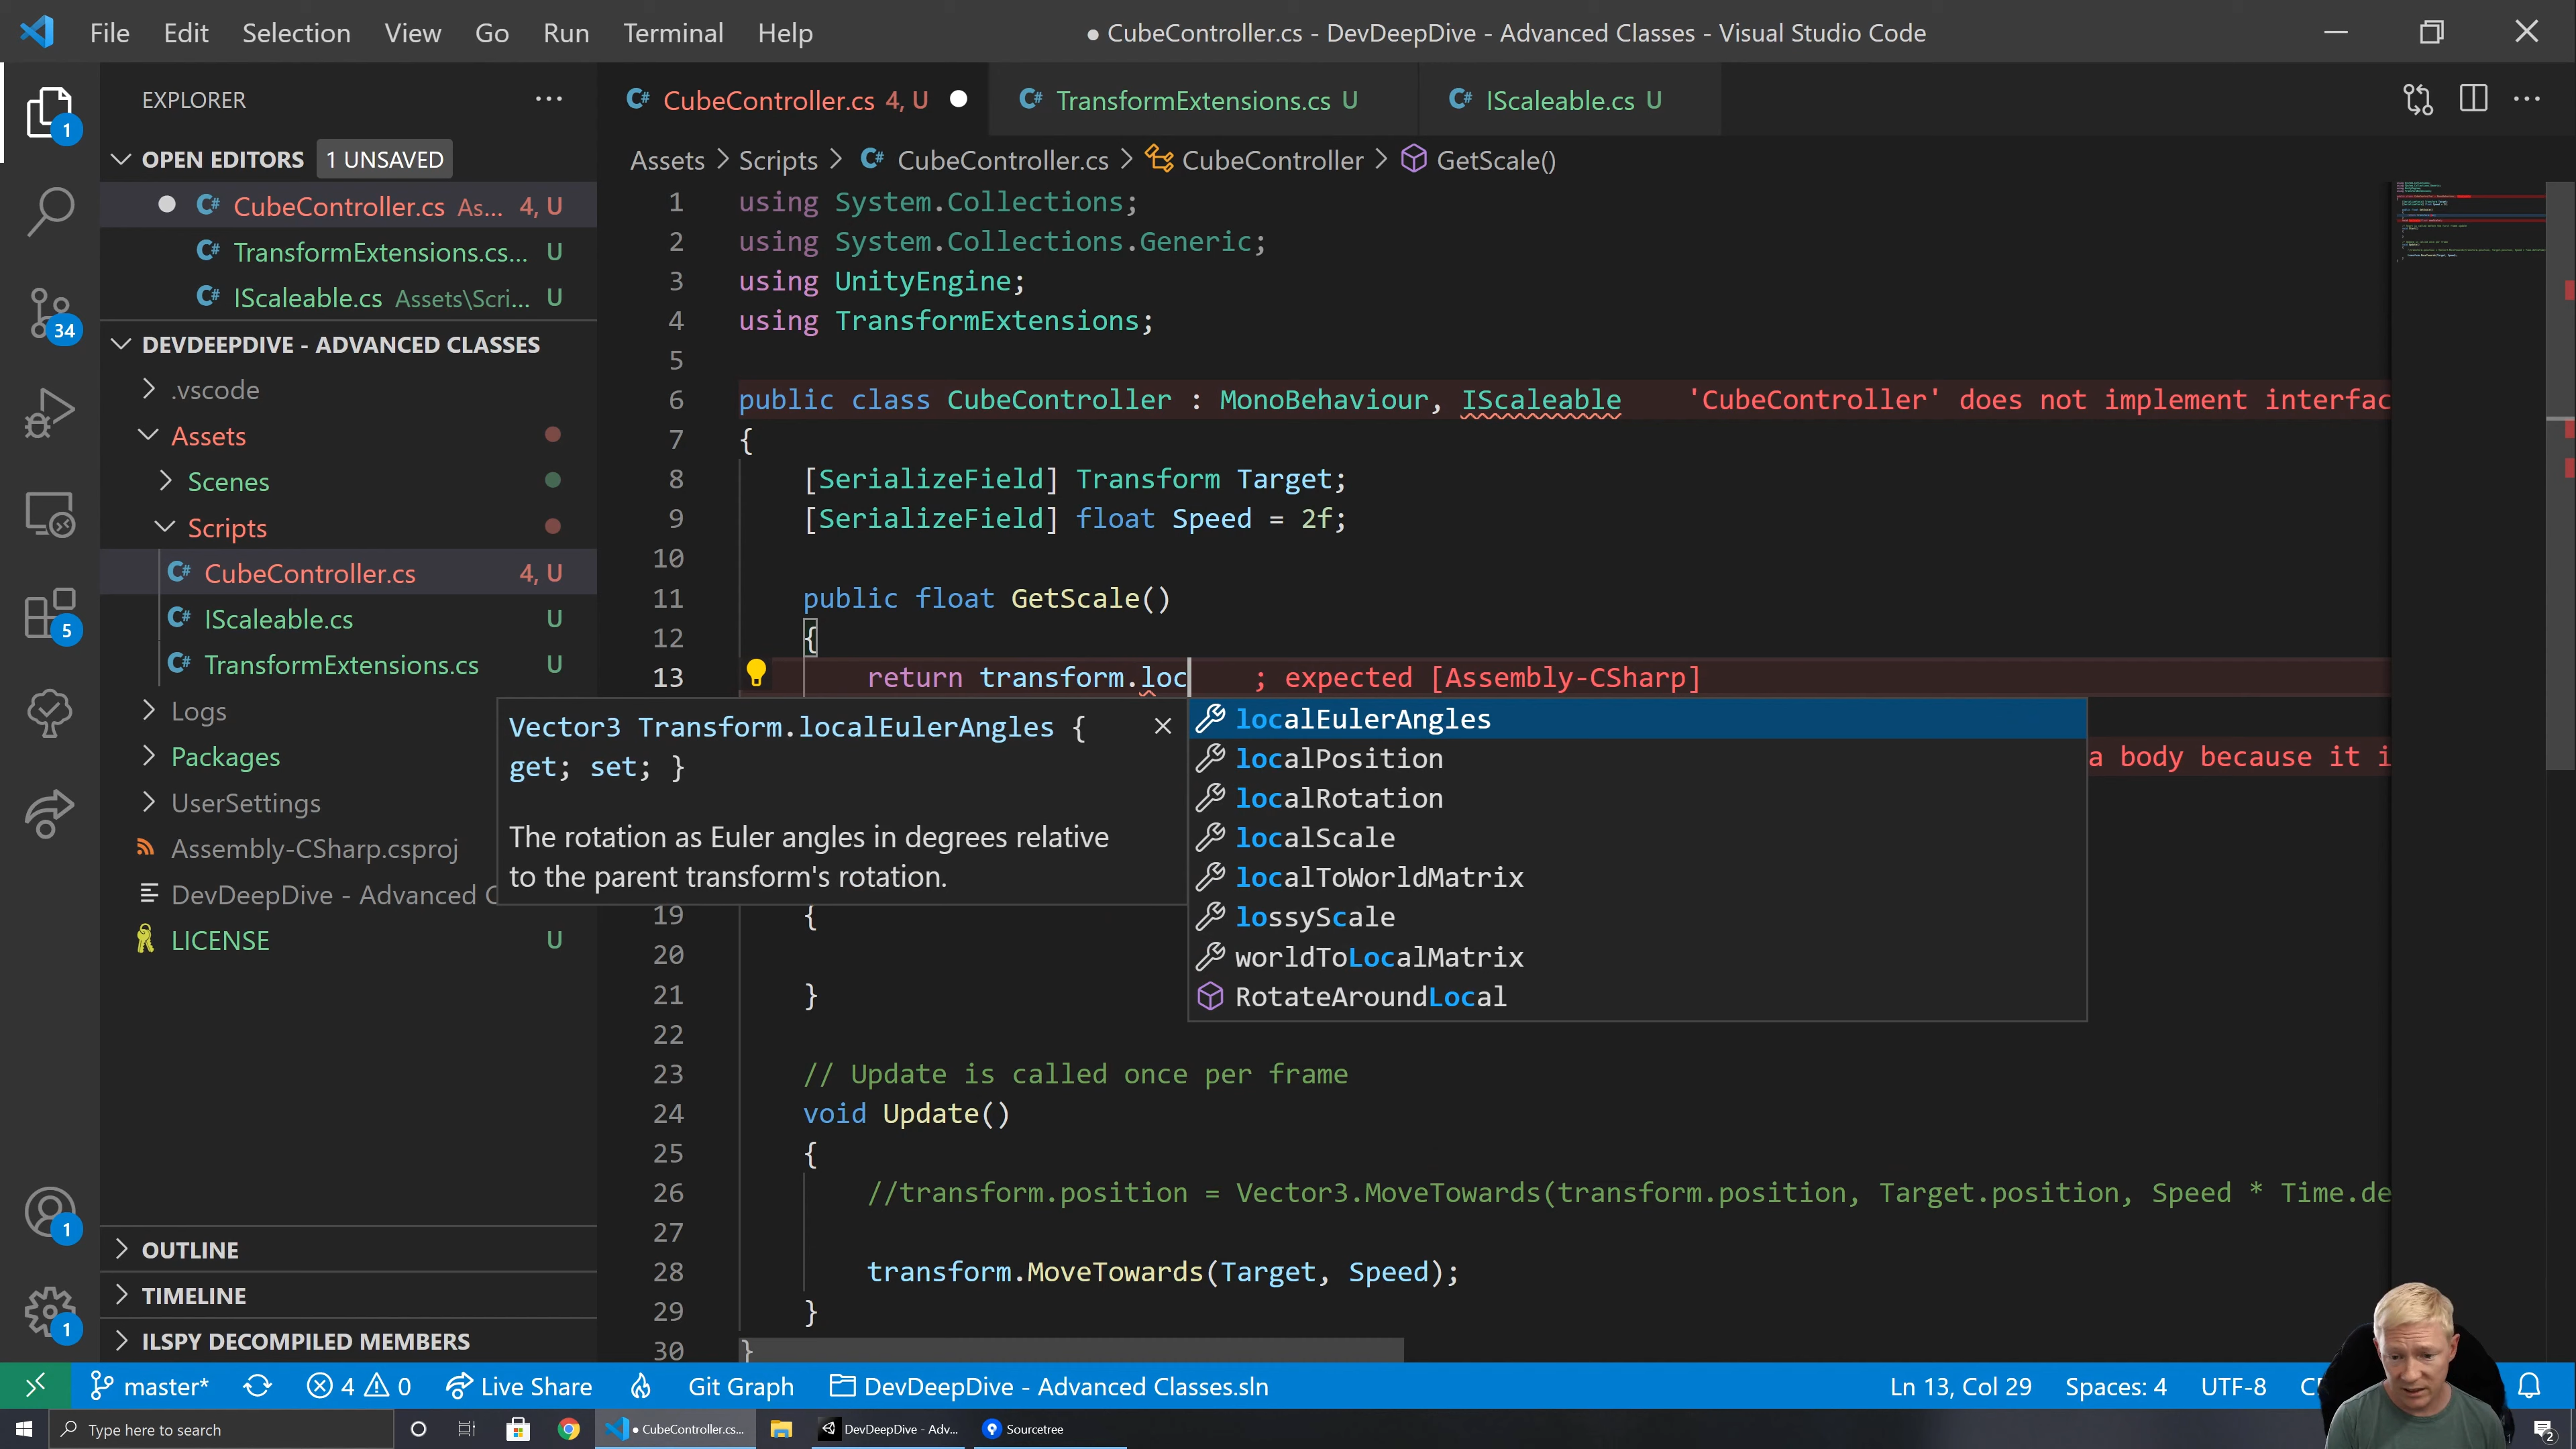 File Edit Selection View Go Run Terminal Help
● CubeController.cs - DevDeepDive - Advanced Classes - Visual Studio Code
EXPLORER
OPEN EDITORS 1 UNSAVED
CubeController.cs As... 4, U
TransformExtensions.cs... U
IScaleable.cs Assets\Scri... U
DEVDEEPDIVE - ADVANCED CLASSES
.vscode
Assets
Scenes
Scripts
CubeController.cs 4, U
IScaleable.cs U
TransformExtensions.cs U
Logs
Packages
UserSettings
Assembly-CSharp.csproj
DevDeepDive - Advanced C
LICENSE U
OUTLINE
TIMELINE
ILSPY DECOMPILED MEMBERS
1
34
5
1
1
CubeController.cs 4, U
TransformExtensions.cs U
IScaleable.cs U
Assets > Scripts > CubeController.cs > CubeController > GetScale()
1 using System.Collections;
2 using System.Collections.Generic;
3 using UnityEngine;
4 using TransformExtensions;
5
6 public class CubeController : MonoBehaviour, IScaleable 'CubeController' does not implement interfac
7 {
8 [SerializeField] Transform Target;
9 [SerializeField] float Speed = 2f;
10
11 public float GetScale()
12 {
13 return transform.loc ; expected [Assembly-CSharp]
Vector3 Transform.localEulerAngles {
get; set; }
The rotation as Euler angles in degrees relative
to the parent transform's rotation.
localEulerAngles
localPosition
localRotation
localScale
localToWorldMatrix
lossyScale
worldToLocalMatrix
RotateAroundLocal
a body because it i
19 {
20
21 }
22
23 // Update is called once per frame
24 void Update()
25 {
26 //transform.position = Vector3.MoveTowards(transform.position, Target.position, Speed * Time.de
27
28 transform.MoveTowards(Target, Speed);
29 }
30 }
master* 4 0 Live Share Git Graph DevDeepDive - Advanced Classes.sln
Ln 13, Col 29 Spaces: 4 UTF-8
Type here to search
● CubeController.cs...
DevDeepDive - Adv...
Sourcetree
2